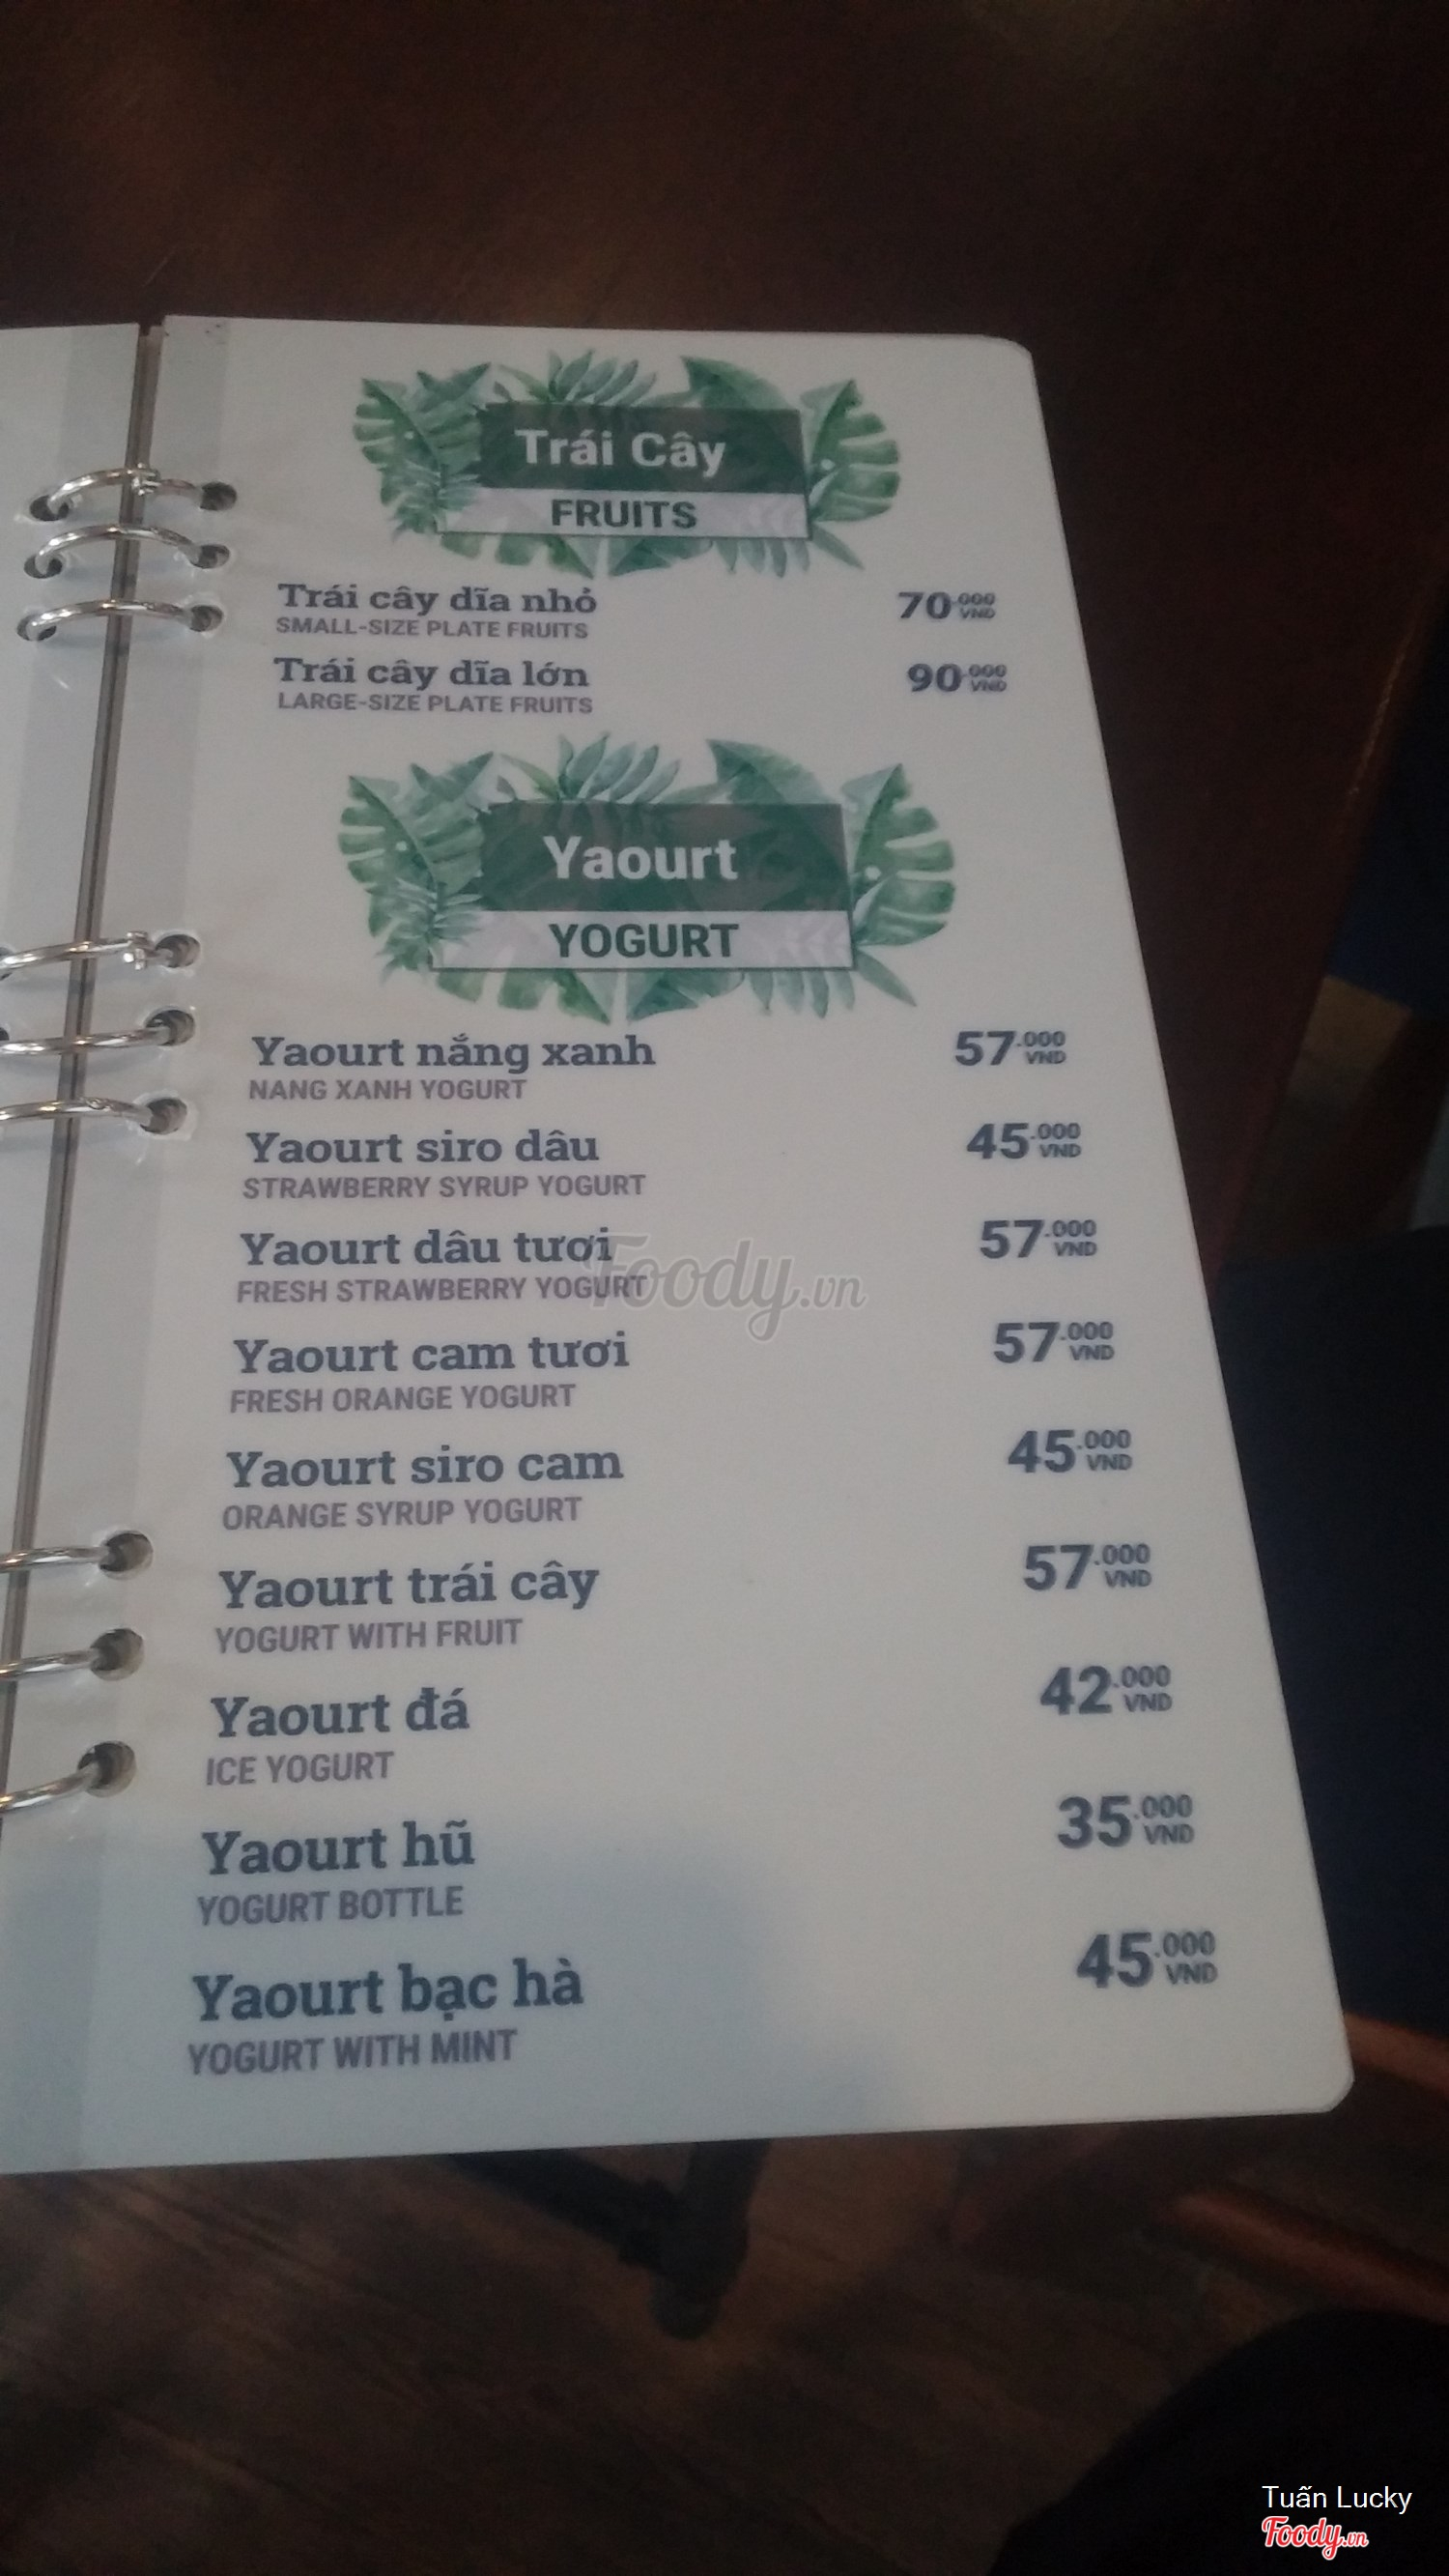 Trái Cây
FRUITS
Trái cây dĩa nhỏ 70.000 VND
SMALL-SIZE PLATE FRUITS
Trái cây dĩa lớn 90.000 VND
LARGE-SIZE PLATE FRUITS
Yaourt
YOGURT
Yaourt nắng xanh 57.000 VND
NANG XANH YOGURT
Yaourt siro dâu 45.000 VND
STRAWBERRY SYRUP YOGURT
Yaourt dâu tươi 57.000 VND
FRESH STRAWBERRY YOGURT
Foody.vn
Yaourt cam tươi 57.000 VND
FRESH ORANGE YOGURT
Yaourt siro cam 45.000 VND
ORANGE SYRUP YOGURT
Yaourt trái cây 57.000 VND
YOGURT WITH FRUIT
Yaourt đá 42.000 VND
ICE YOGURT
Yaourt hũ 35.000 VND
YOGURT BOTTLE
Yaourt bạc hà 45.000 VND
YOGURT WITH MINT
Tuấn Lucky
Foody.vn